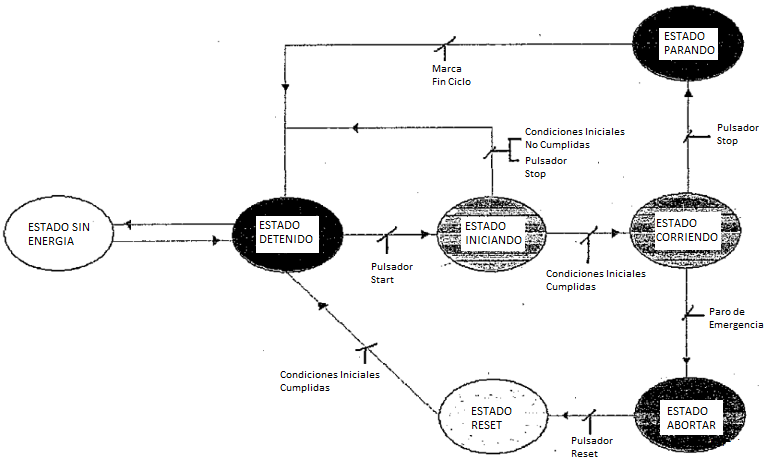 ESTADO
PARANDO
Marca
Fin Ciclo
Condiciones Iniciales
No Cumplidas
Pulsador
Stop
Pulsador
Stop
ESTADO SIN
ENERGIA
ESTADO
DETENIDO
ESTADO
INICIANDO
ESTADO
CORRIENDO
Pulsador
Start
Condiciones Iniciales
Cumplidas
Paro de
Emergencia
Condiciones Iniciales
Cumplidas
ESTADO
RESET
ESTADO
ABORTAR
Pulsador
Reset